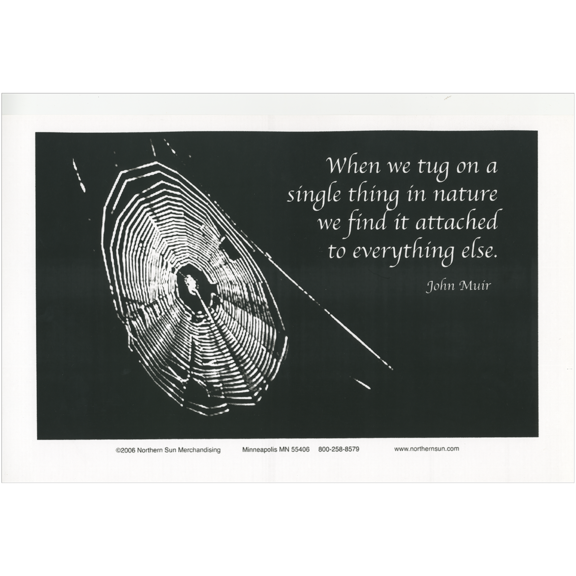 When we tug on a
single thing in nature
we find it attached
to everything else.
John Muir
©2006 Northern Sun Merchandising Minneapolis MN 55406 800-258-8579 www.northernsun.com